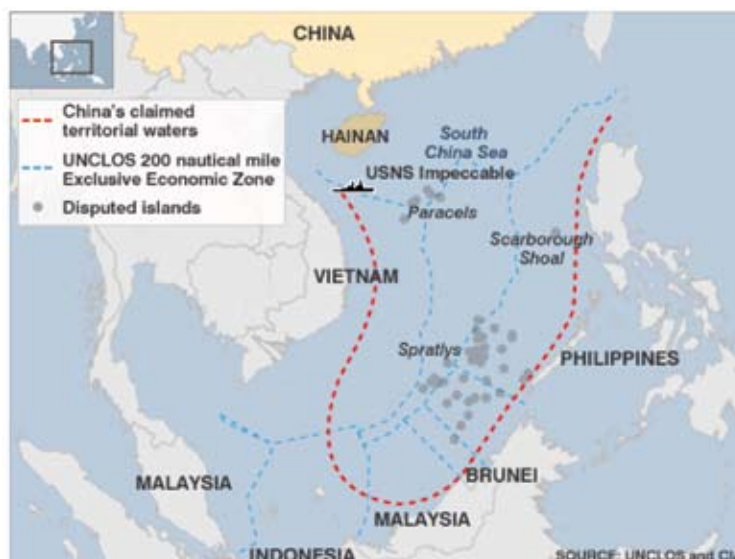 CHINA
China's claimed
territorial waters
UNCLOS 200 nautical mile
Exclusive Economic Zone
Disputed islands
HAINAN
South
China Sea
USNS Impeccable
Paracels
Scarborough
Shoal
VIETNAM
Spratlys
PHILIPPINES
MALAYSIA
BRUNEI
MALAYSIA
INDONESIA
SOURCE: UNCLOS and